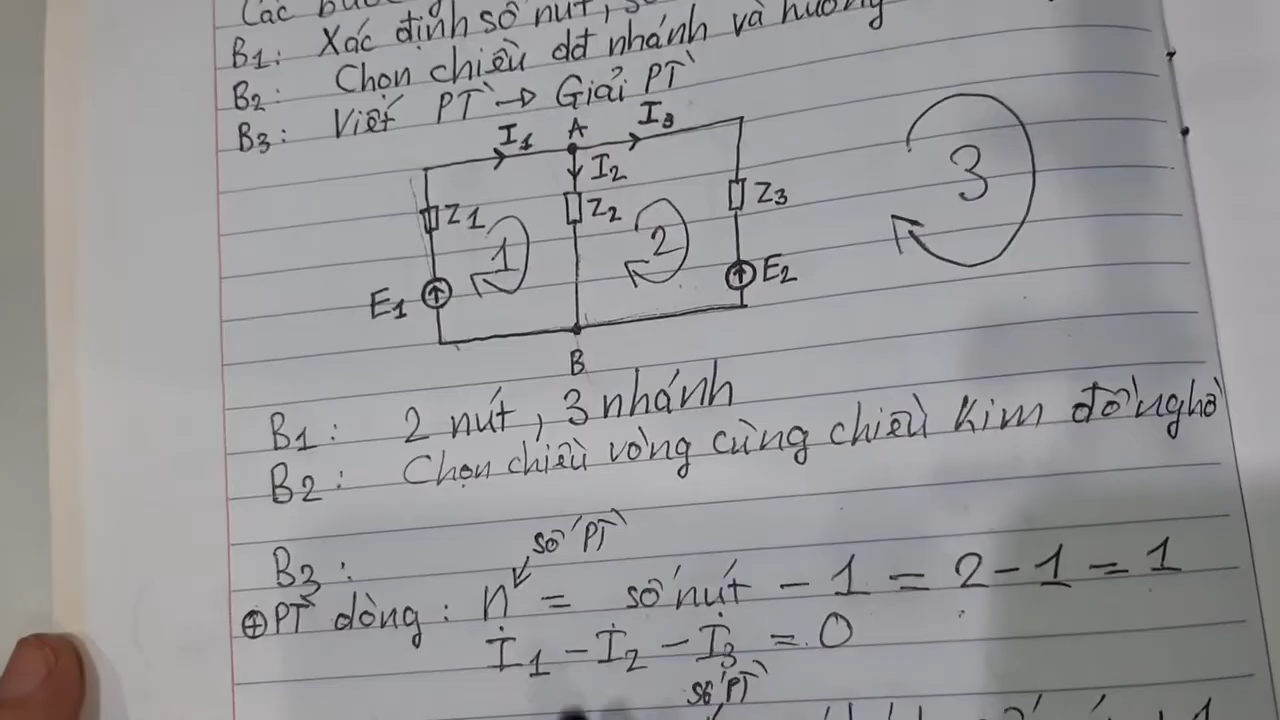 Các
B1: Xác định số nút,
B2: Chọn chiều dđ nhánh và hướng
B3: Viết PT → Giải PT
I1 A I3
I2
Z1 Z2 Z3
1 2 3
E1 E2
B
B1: 2 nút, 3 nhánh
B2: Chọn chiều vòng cùng chiều kim đồng hồ
số PT
B3:
⊕PT dòng: n = số nút - 1 = 2-1 = 1
İ1 - İ2 - İ3 = 0
số PT